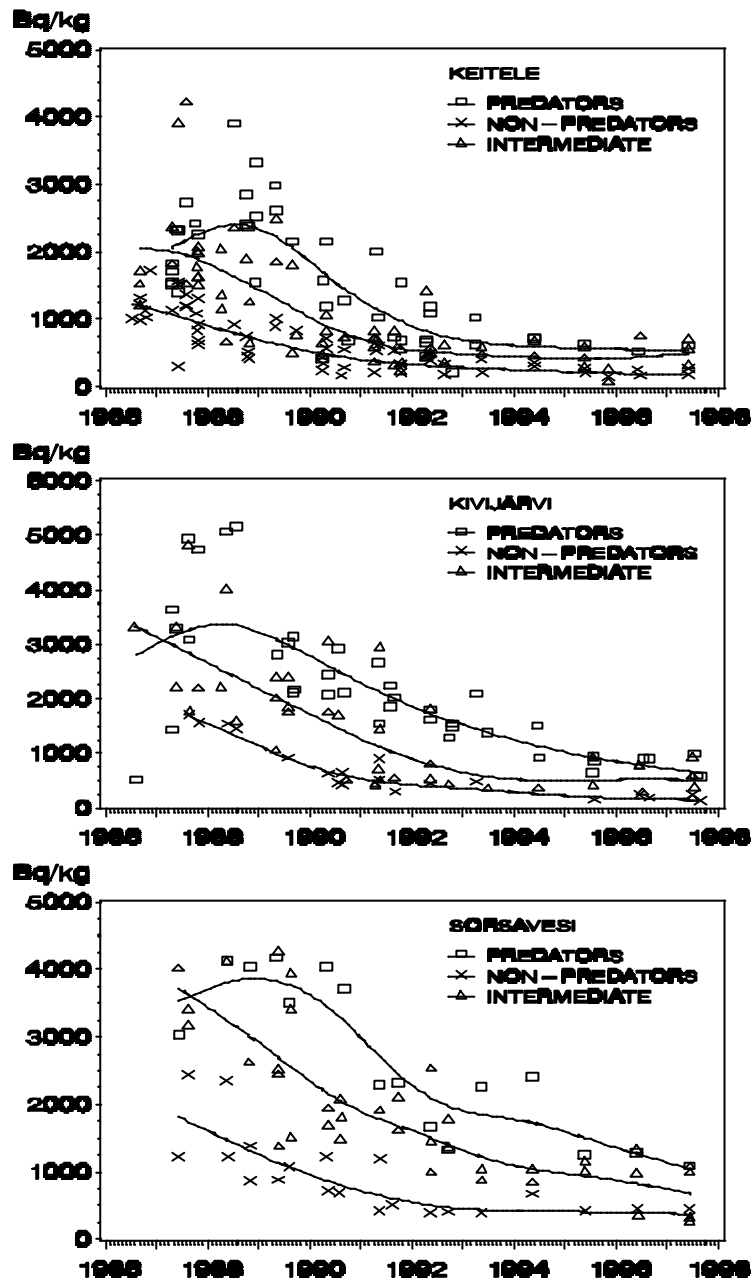 Bq/kg
5000
KEITELE
PREDATORS
4000
NON-PREDATORS
INTERMEDIATE
3000
2000
1000
0
1986 1988 1990 1992 1994 1996 1998
Bq/kg
6000
KIVIJÄRVI
5000
PREDATORS
NON-PREDATORS
INTERMEDIATE
4000
3000
2000
1000
0
1986 1988 1990 1992 1994 1996 1998
Bq/kg
5000
SORSAVESI
PREDATORS
4000
NON-PREDATORS
INTERMEDIATE
3000
2000
1000
0
1986 1988 1990 1992 1994 1996 1998